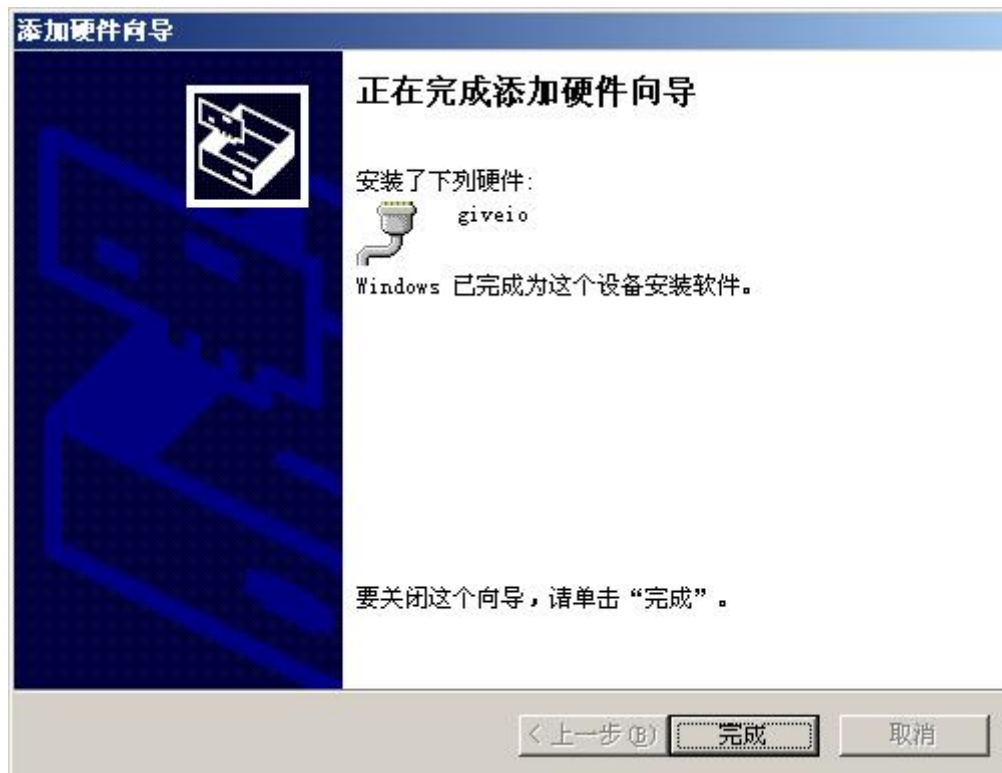 添加硬件向导
正在完成添加硬件向导
安装了下列硬件:
giveio
Windows 已完成为这个设备安装软件。
要关闭这个向导，请单击“完成”。
< 上一步(B)
完成
取消